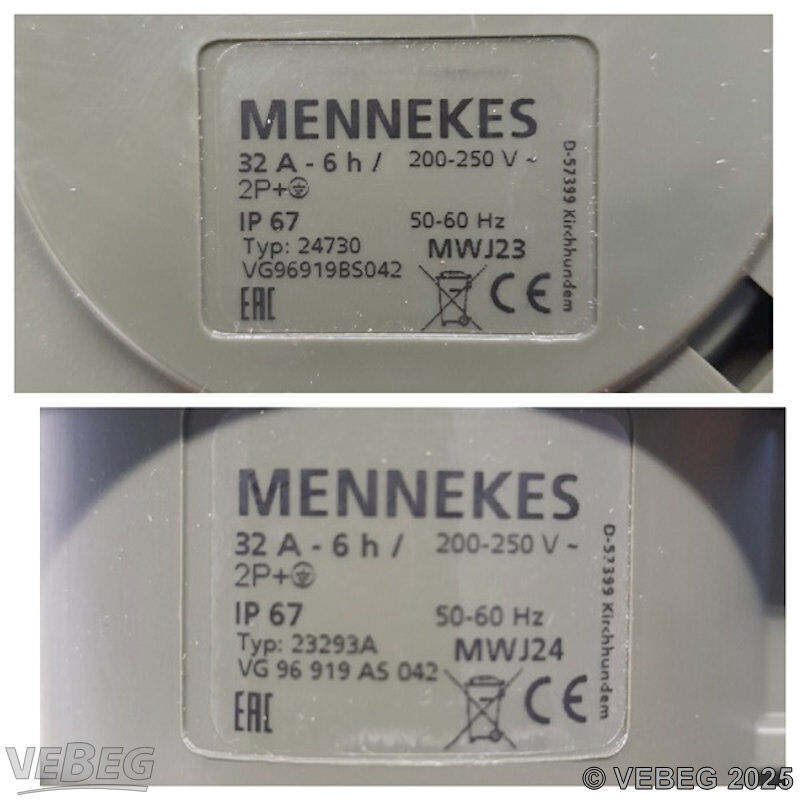 MENNEKES
32 A - 6 h / 200-250 V ~
2P+
IP 67 50-60 Hz
Typ: 24730 MWJ23
VG96919BS042
EAC CE
D-57399 Kirchhundem
MENNEKES
32 A - 6 h / 200-250 V ~
2P+
IP 67 50-60 Hz
Typ: 23293A MWJ24
VG 96 919 AS 042
EAC CE
D-57399 Kirchhundem
VEBEG
© VEBEG 2025